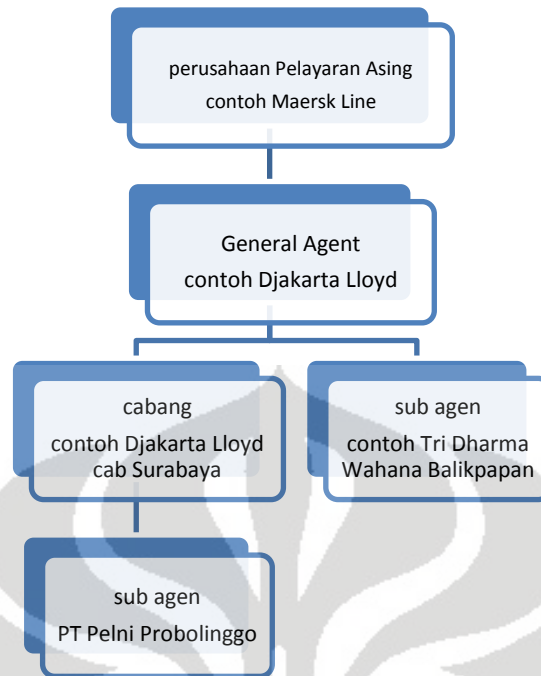 perusahaan Pelayaran Asing
contoh Maersk Line
General Agent
contoh Djakarta Lloyd
cabang
contoh Djakarta Lloyd
cab Surabaya
sub agen
contoh Tri Dharma
Wahana Balikpapan
sub agen
PT Pelni Probolinggo